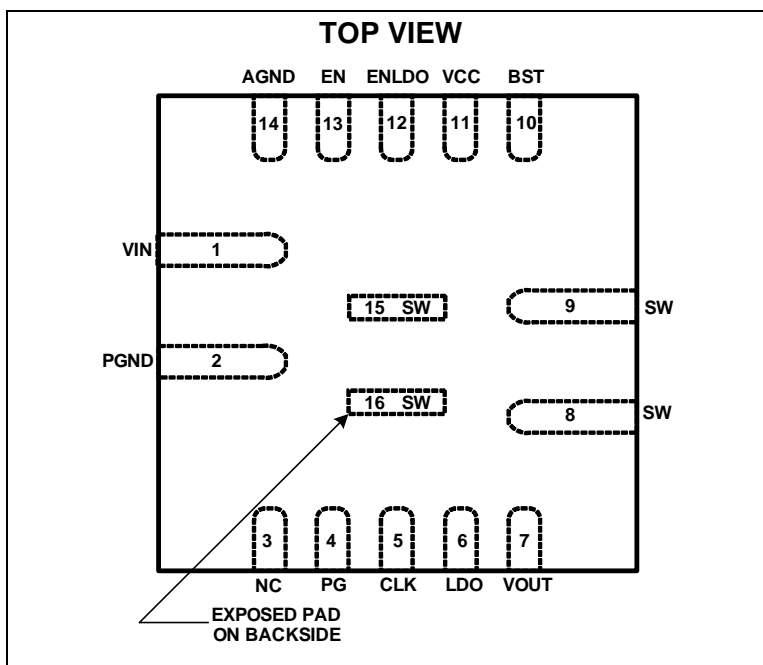 TOP VIEW
AGND EN ENLDO VCC BST
14 13 12 11 10
VIN 1
15 SW 9 SW
PGND 2
16 SW 8 SW
3 4 5 6 7
NC PG CLK LDO VOUT
EXPOSED PAD
ON BACKSIDE